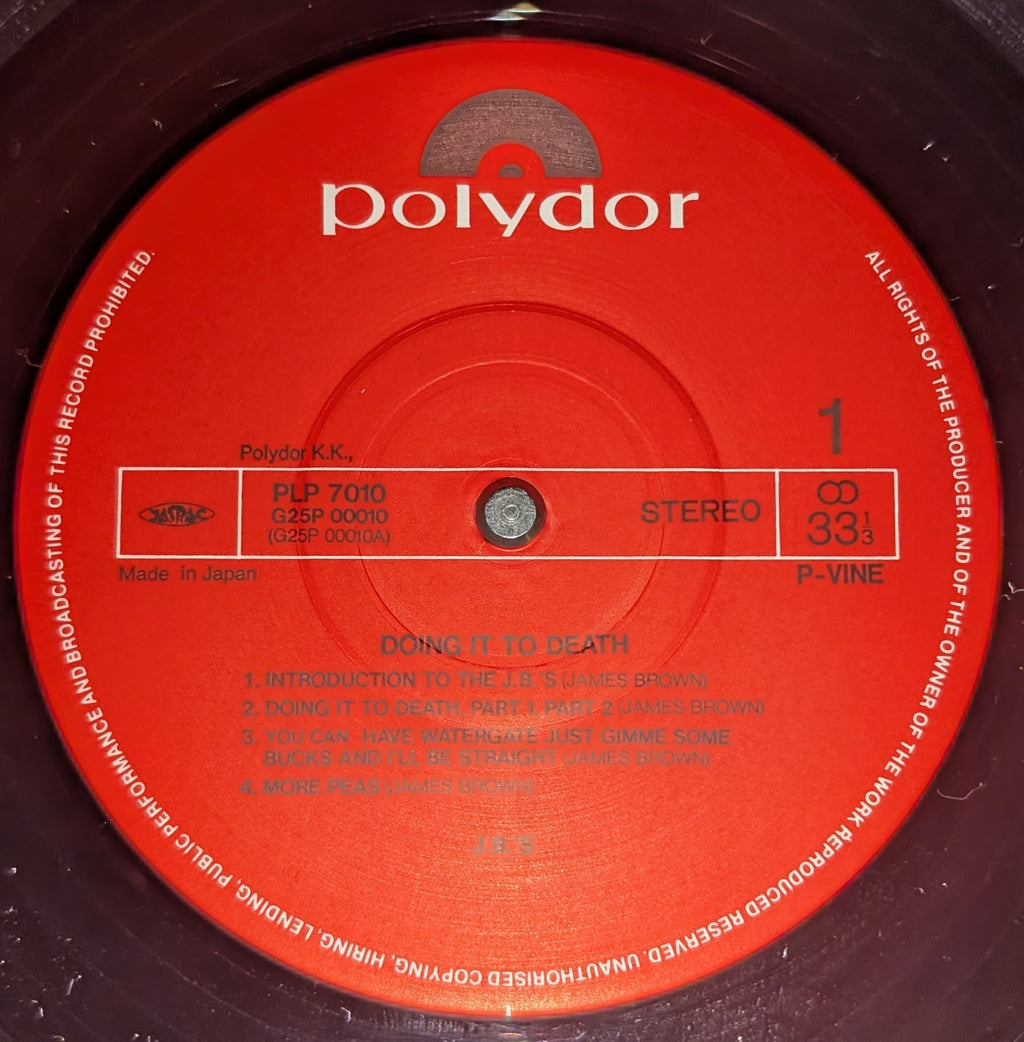 polydor
ALL RIGHTS OF THE PRODUCER AND OF THE OWNER OF THE WORK REPRODUCED RESERVED. UNAUTHORISED COPYING, HIRING, LENDING, PUBLIC PERFORMANCE AND BROADCASTING OF THIS RECORD PROHIBITED.
1
Polydor K.K.,
JASRAC
PLP 7010
G25P 00010
(G25P 00010A)
STEREO
33 1/3
Made in Japan
P-VINE
DOING IT TO DEATH
1. INTRODUCTION TO THE J.B.'S (JAMES BROWN)
2. DOING IT TO DEATH, PART 1, PART 2 (JAMES BROWN)
3. YOU CAN HAVE WATERGATE JUST GIMME SOME
BUCKS AND I'LL BE STRAIGHT (JAMES BROWN)
4. MORE PEAS (JAMES BROWN)
J.B.'S